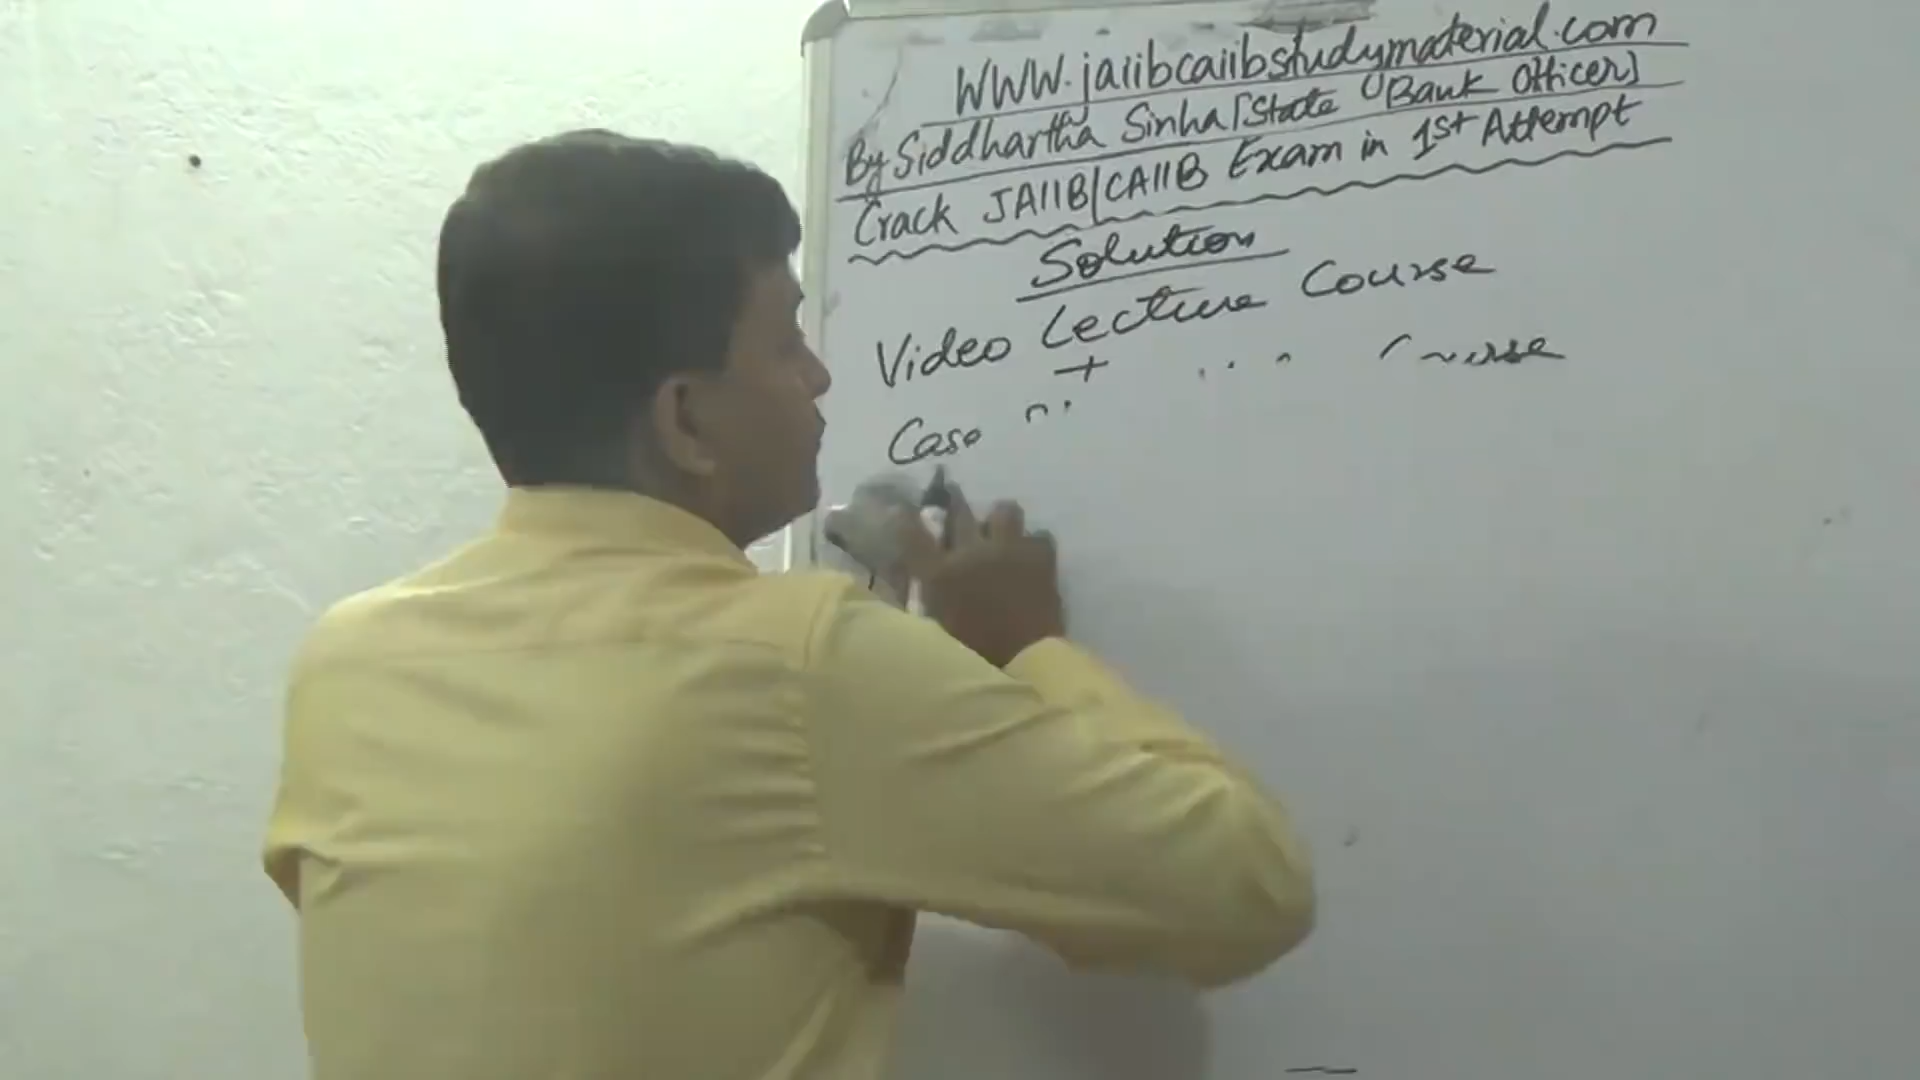 WWW.jaiibcaiibstudymaterial.com
By Siddhartha Sinha [State Bank Officer]
Crack JAIIB/CAIIB Exam in 1st Attempt
Solution
Video Lecture Course
+
Case Course